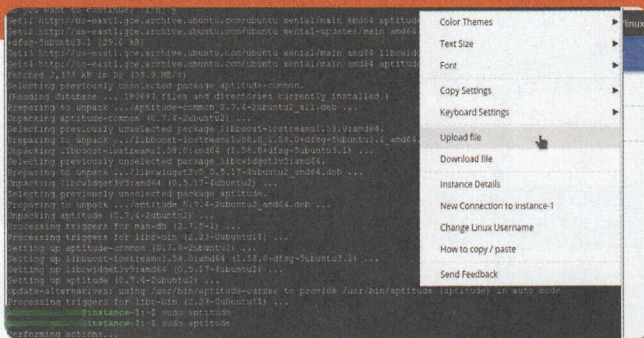 Do you want to continue? [Y/n] y
Get:1 http://us-east1.gce.archive.ubuntu.com/ubuntu xenial/main amd64 aptitude
Get:2 http://us-east1.gce.archive.ubuntu.com/ubuntu xenial-updates/main amd64
+dfsg-5ubuntu3.1 [29.0 kB]
Get:3 http://us-east1.gce.archive.ubuntu.com/ubuntu xenial/main amd64 libcwid
Get:4 http://us-east1.gce.archive.ubuntu.com/ubuntu xenial/main amd64 aptitude
Fetched 2,373 kB in 0s (39.9 MB/s)
Selecting previously unselected package aptitude-common.
(Reading database ... files and directories currently installed.)
Preparing to unpack .../aptitude-common_0.7.4-2ubuntu2_all.deb ...
Unpacking aptitude-common (0.7.4-2ubuntu2) ...
Selecting previously unselected package libboost-iostreams1.58.0:amd64.
Preparing to unpack .../libboost-iostreams1.58.0_1.58.0+dfsg-5ubuntu3.1_amd64.
Unpacking libboost-iostreams1.58.0:amd64 (1.58.0+dfsg-5ubuntu3.1) ...
Selecting previously unselected package libcwidget3v5:amd64.
Preparing to unpack .../libcwidget3v5_0.5.17-4ubuntu2_amd64.deb ...
Unpacking libcwidget3v5:amd64 (0.5.17-4ubuntu2) ...
Selecting previously unselected package aptitude.
Preparing to unpack .../aptitude_0.7.4-2ubuntu2_amd64.deb ...
Unpacking aptitude (0.7.4-2ubuntu2) ...
Processing triggers for man-db (2.7.5-1) ...
Processing triggers for libc-bin (2.23-0ubuntu11) ...
Setting up aptitude-common (0.7.4-2ubuntu2) ...
Setting up libboost-iostreams1.58.0:amd64 (1.58.0+dfsg-5ubuntu3.1) ...
Setting up libcwidget3v5:amd64 (0.5.17-4ubuntu2) ...
Setting up aptitude (0.7.4-2ubuntu2) ...
update-alternatives: using /usr/bin/aptitude-curses to provide /usr/bin/aptitude (aptitude) in auto mode
Processing triggers for libc-bin (2.23-0ubuntu11) ...
@instance-1:~$ sudo aptitude
@instance-1:~$ sudo aptitude
Performing actions...
Color Themes
Text Size
Font
Copy Settings
Keyboard Settings
Upload file
Download file
Instance Details
New Connection to instance-1
Change Linux Username
How to copy / paste
Send Feedback
linux